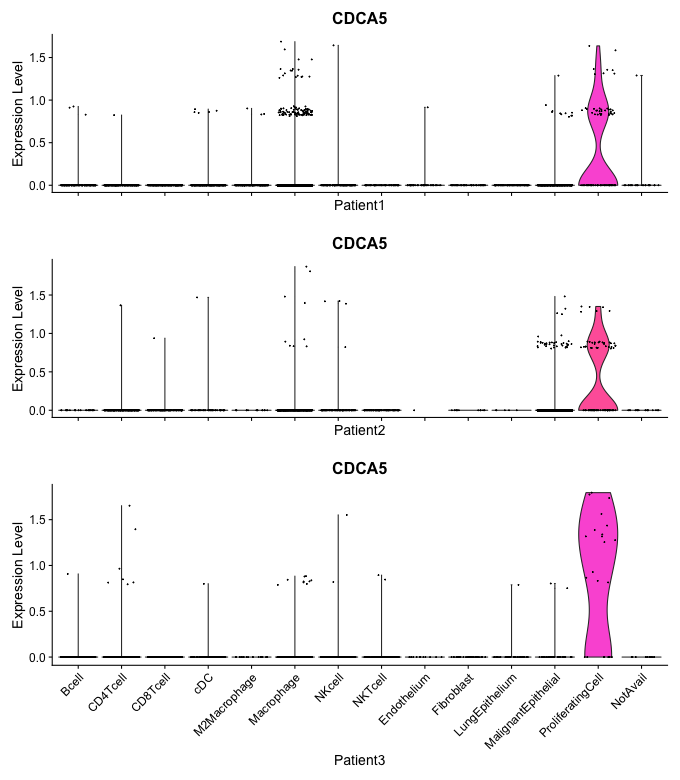 CDCA5
Expression Level
1.5
1.0
0.5
0.0
Patient1
CDCA5
Expression Level
1.5
1.0
0.5
0.0
Patient2
CDCA5
Expression Level
1.5
1.0
0.5
0.0
Bcell
CD4Tcell
CD8Tcell
cDC
M2Macrophage
Macrophage
NKcell
NKTcell
Endothelium
Fibroblast
LungEpithelium
MalignantEpithelial
ProliferatingCell
NotAvail
Patient3